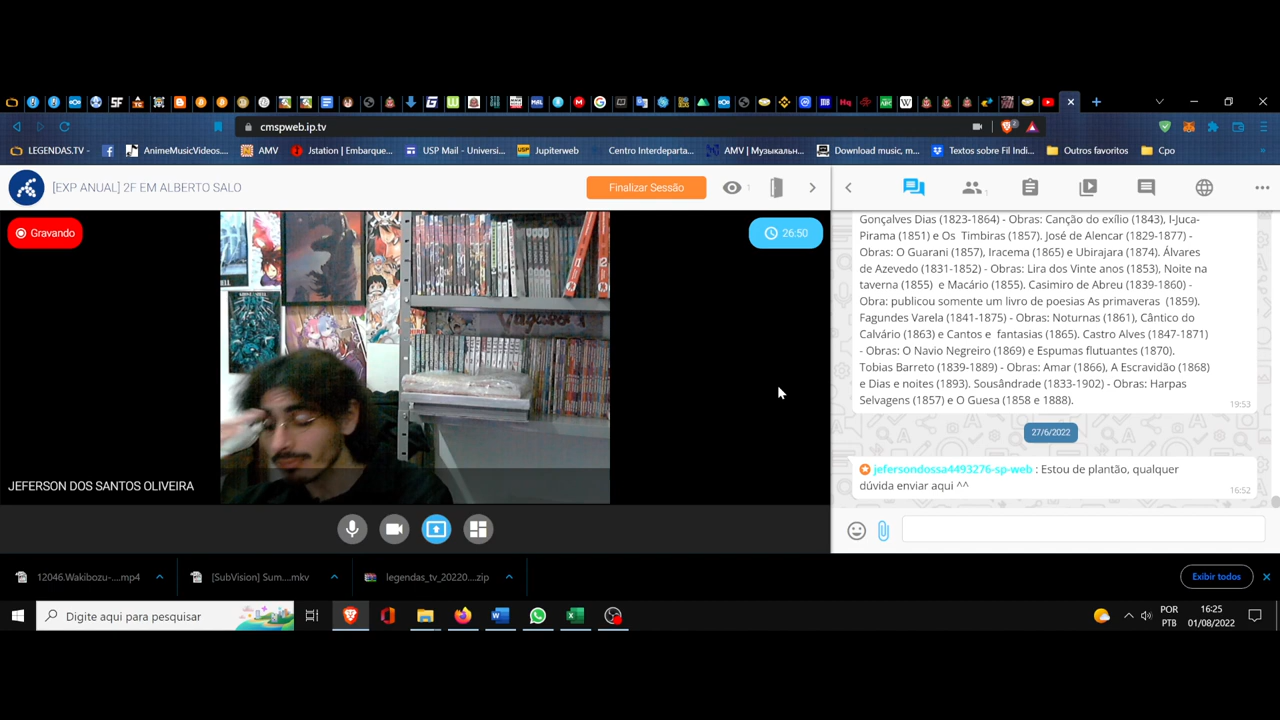 cmspweb.ip.tv
LEGENDAS.TV -
AnimeMusicVideos...
AMV
Jstation | Embarque...
USP Mail - Universi...
Jupiterweb
Centro Interdeparta...
AMV | Музыкальн...
Download music, m...
Textos sobre Fil Indi...
Outros favoritos
Cpo
[EXP ANUAL] 2F EM ALBERTO SALO
Finalizar Sessão
1
1
Gravando
26:50
JEFERSON DOS SANTOS OLIVEIRA
Gonçalves Dias (1823-1864) - Obras: Canção do exílio (1843), I-Juca-
Pirama (1851) e Os Timbiras (1857). José de Alencar (1829-1877) -
Obras: O Guarani (1857), Iracema (1865) e Ubirajara (1874). Álvares
de Azevedo (1831-1852) - Obras: Lira dos Vinte anos (1853), Noite na
taverna (1855) e Macário (1855). Casimiro de Abreu (1839-1860) -
Obra: publicou somente um livro de poesias As primaveras (1859).
Fagundes Varela (1841-1875) - Obras: Noturnas (1861), Cântico do
Calvário (1863) e Cantos e fantasias (1865). Castro Alves (1847-1871)
- Obras: O Navio Negreiro (1869) e Espumas flutuantes (1870).
Tobias Barreto (1839-1889) - Obras: Amar (1866), A Escravidão (1868)
e Dias e noites (1893). Sousândrade (1833-1902) - Obras: Harpas
Selvagens (1857) e O Guesa (1858 e 1888).
19:53
27/6/2022
jefersondossa4493276-sp-web : Estou de plantão, qualquer
dúvida enviar aqui ^^
16:52
12046.Wakibozu-....mp4
[SubVision] Sum....mkv
legendas_tv_20220....zip
Exibir todos
Digite aqui para pesquisar
POR
PTB
16:25
01/08/2022